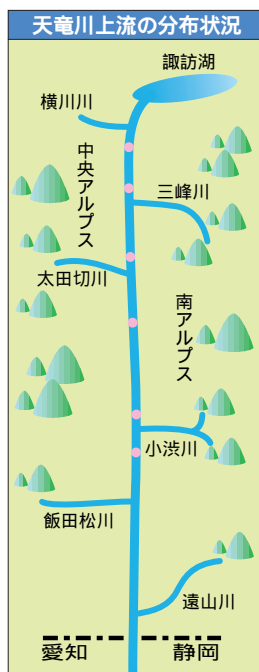 天竜川上流の分布状況
諏訪湖
横川川
中央アルプス
三峰川
太田切川
南アルプス
小渋川
飯田松川
遠山川
愛知
静岡